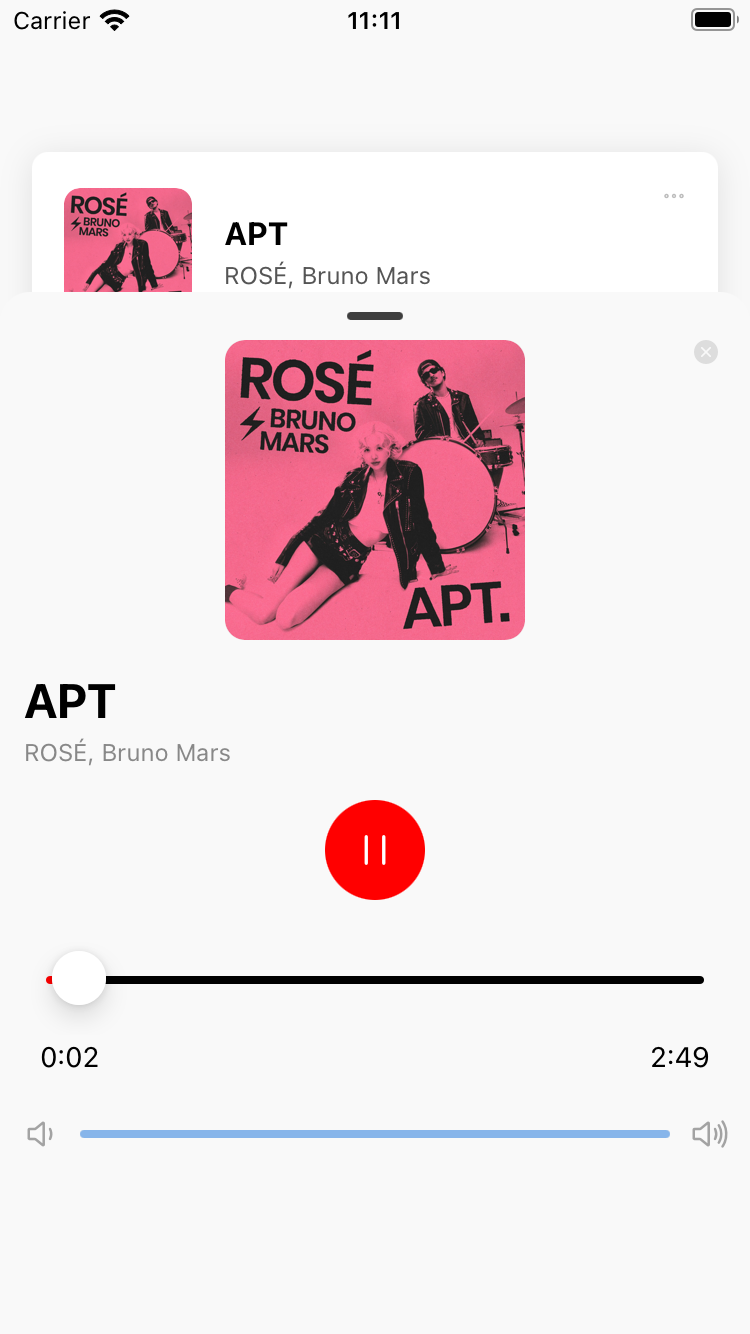 Carrier 11:11
ROSÉ
BRUNO
MARS
APT
ROSÉ, Bruno Mars
ROSÉ
BRUNO
MARS
APT.
APT
ROSÉ, Bruno Mars
0:02 2:49